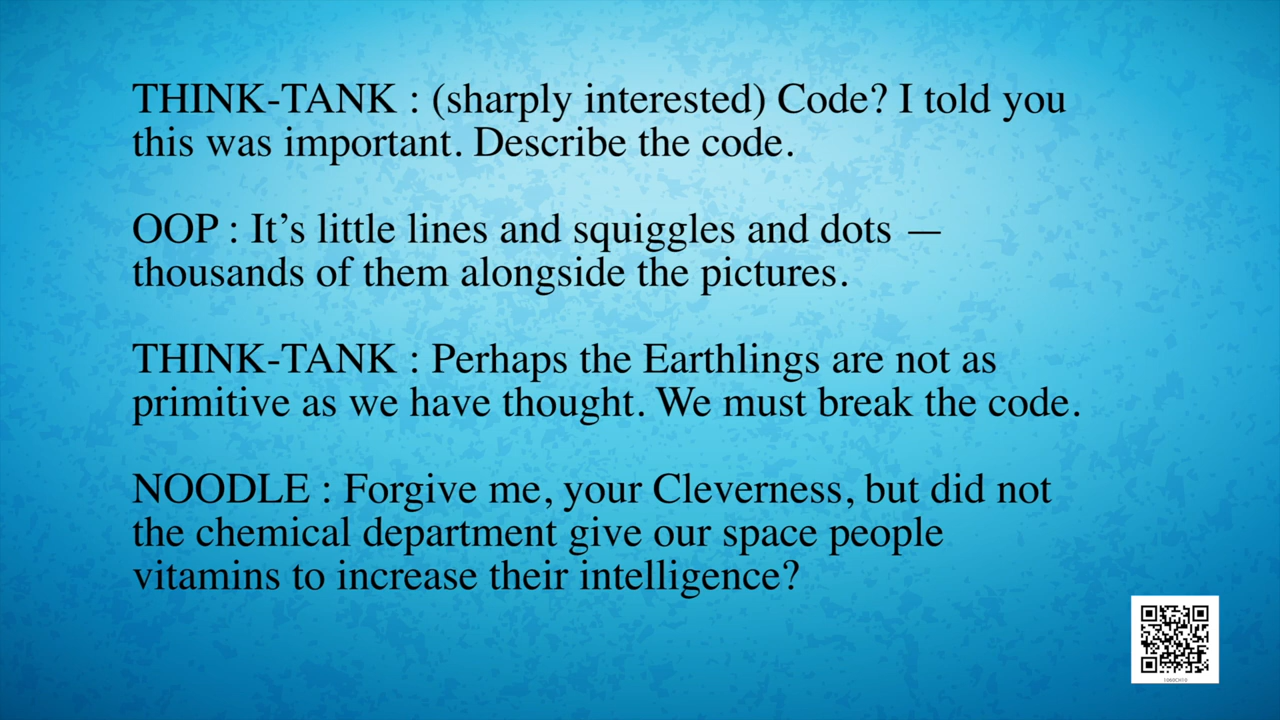 THINK-TANK : (sharply interested) Code? I told you
this was important. Describe the code.
OOP : It’s little lines and squiggles and dots —
thousands of them alongside the pictures.
THINK-TANK : Perhaps the Earthlings are not as
primitive as we have thought. We must break the code.
NOODLE : Forgive me, your Cleverness, but did not
the chemical department give our space people
vitamins to increase their intelligence?